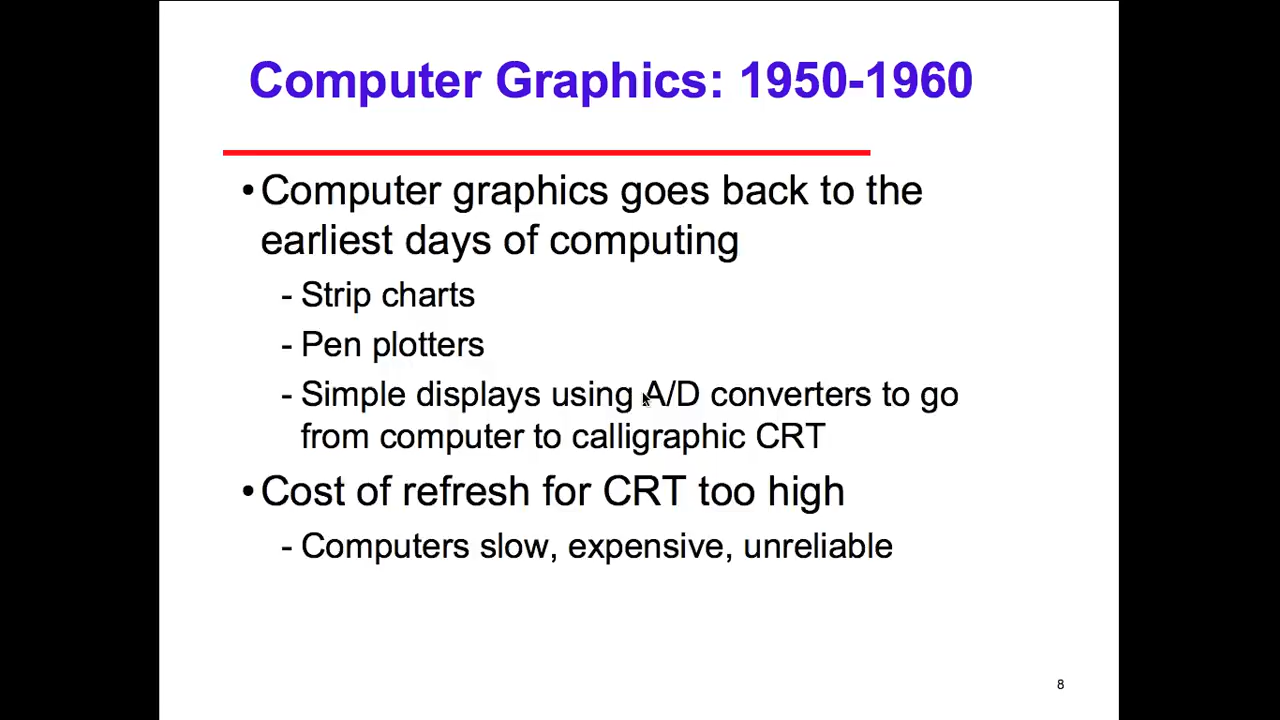 Computer Graphics: 1950-1960
•Computer graphics goes back to the
earliest days of computing
- Strip charts
- Pen plotters
- Simple displays using A/D converters to go
from computer to calligraphic CRT
•Cost of refresh for CRT too high
- Computers slow, expensive, unreliable
8